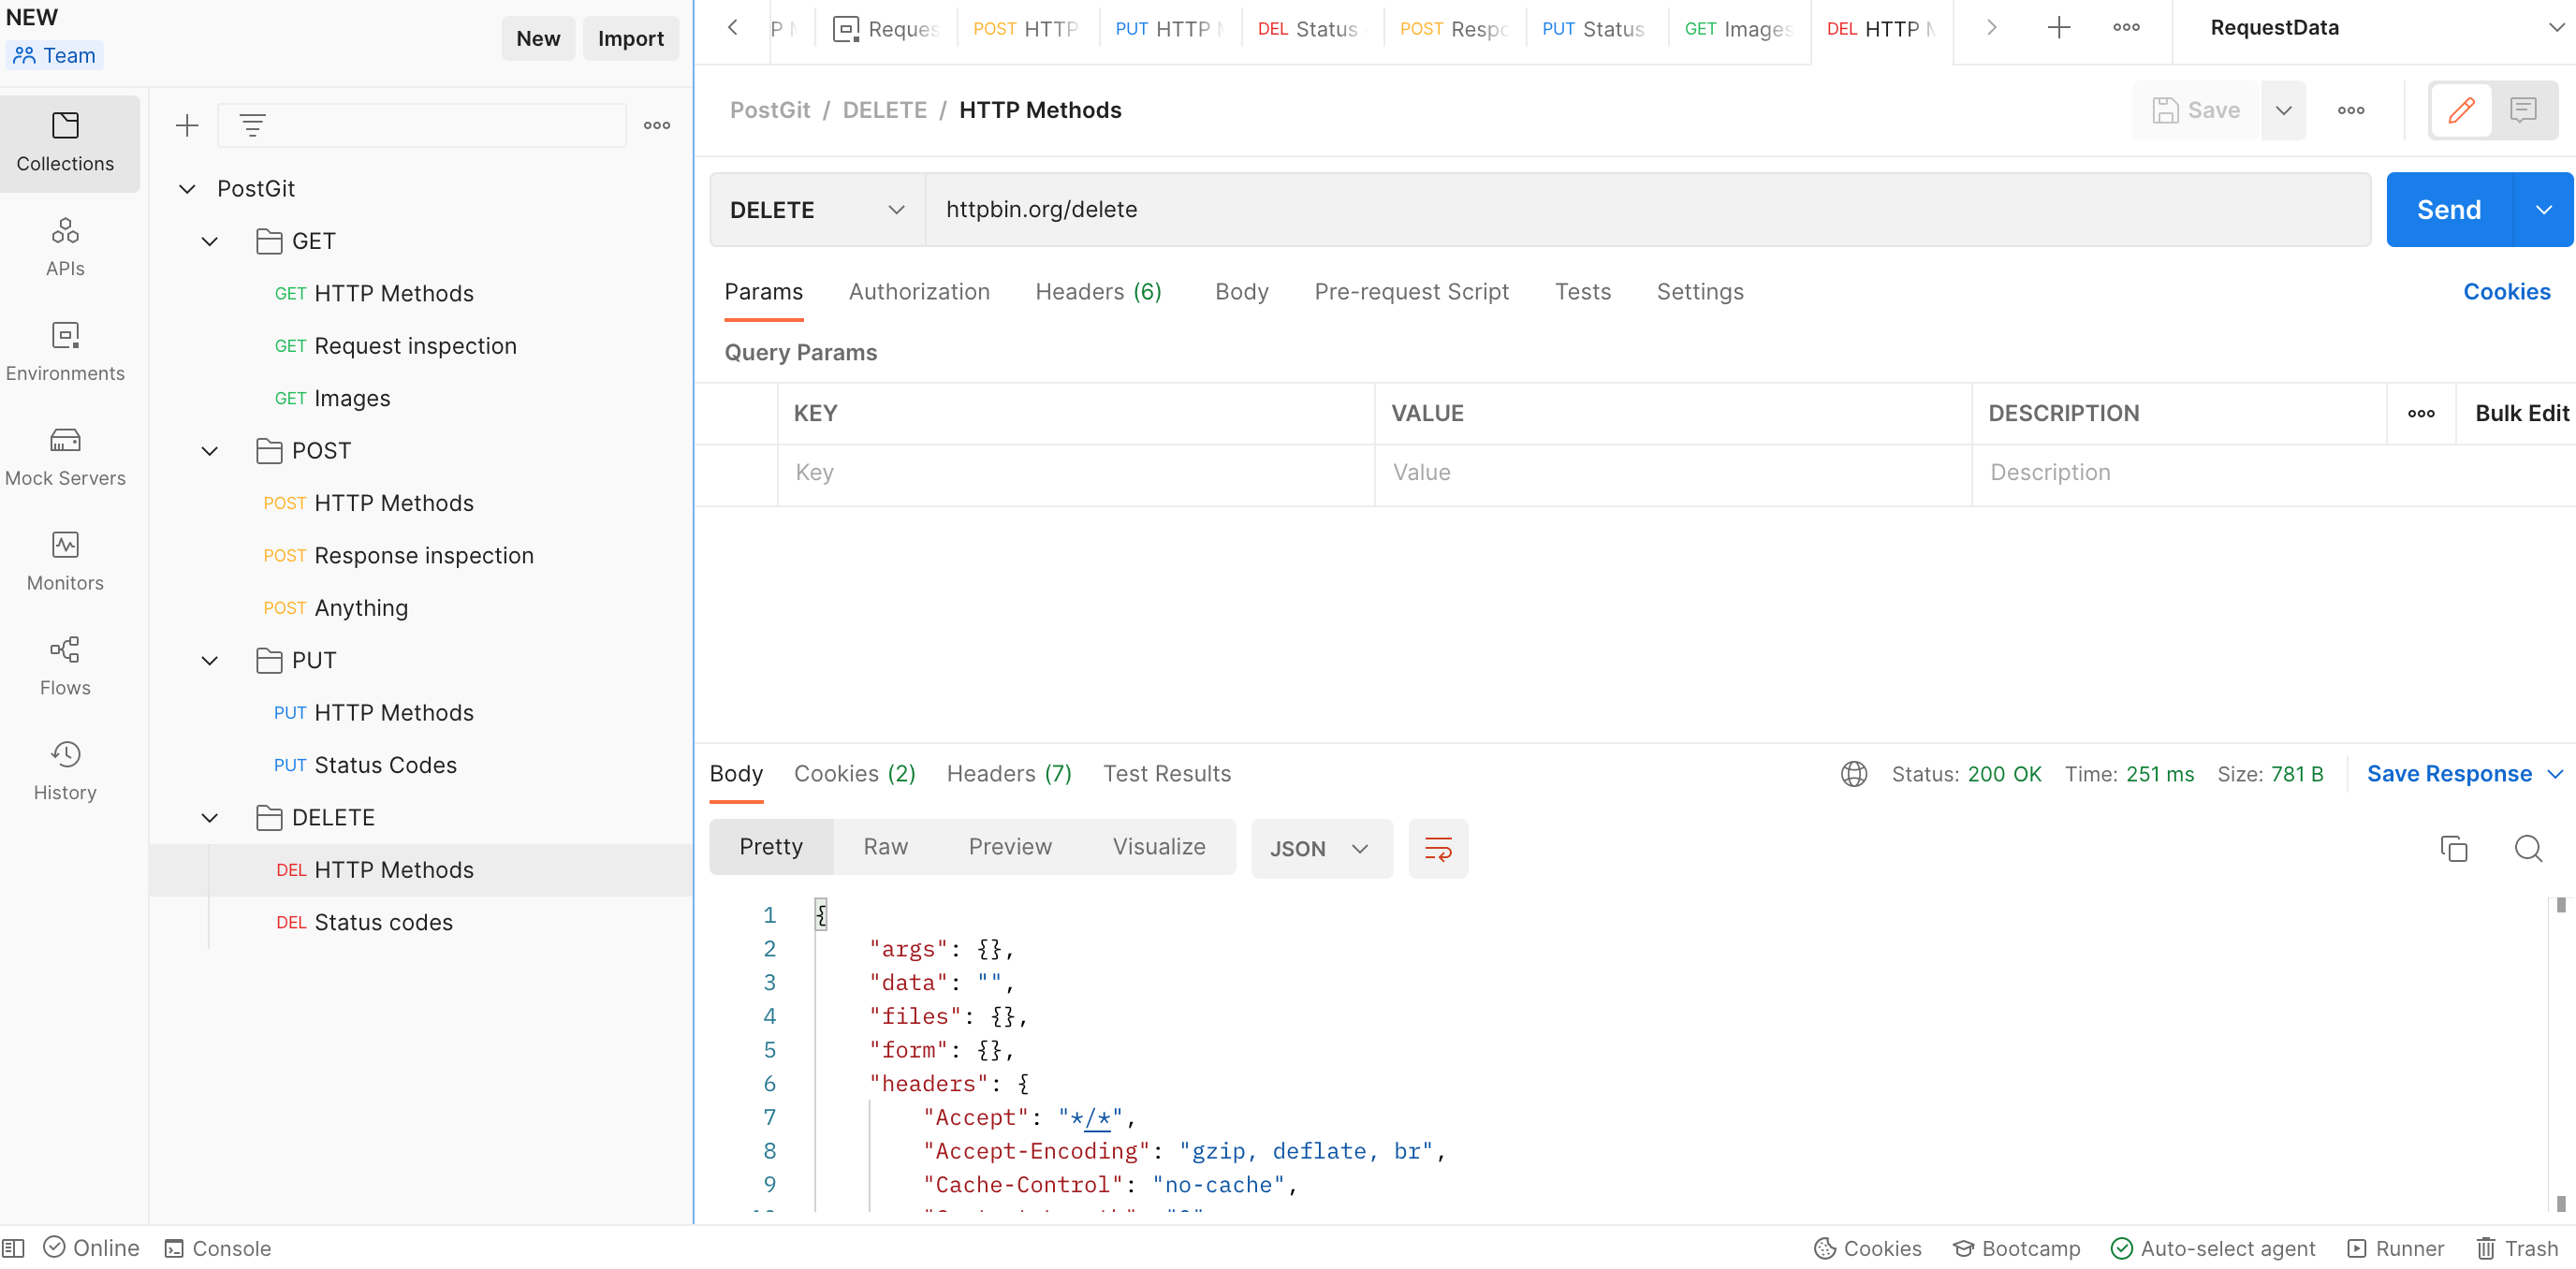 NEW
Team
New
Import
Collections
APIs
Environments
Mock Servers
Monitors
Flows
History
PostGit
GET
GET HTTP Methods
GET Request inspection
GET Images
POST
POST HTTP Methods
POST Response inspection
POST Anything
PUT
PUT HTTP Methods
PUT Status Codes
DELETE
DEL HTTP Methods
DEL Status codes
Reques
POST HTTP
PUT HTTP
DEL Status
POST Respo
PUT Status
GET Images
DEL HTTP
RequestData
PostGit / DELETE / HTTP Methods
Save
DELETE
httpbin.org/delete
Send
Params Authorization Headers (6) Body Pre-request Script Tests Settings
Cookies
Query Params
KEY VALUE DESCRIPTION
Bulk Edit
Key Value Description
Body Cookies (2) Headers (7) Test Results
Status: 200 OK Time: 251 ms Size: 781 B
Save Response
Pretty Raw Preview Visualize
JSON
1 {
2 "args": {},
3 "data": "",
4 "files": {},
5 "form": {},
6 "headers": {
7 "Accept": "*/*",
8 "Accept-Encoding": "gzip, deflate, br",
9 "Cache-Control": "no-cache",
Online
Console
Cookies
Bootcamp
Auto-select agent
Runner
Trash